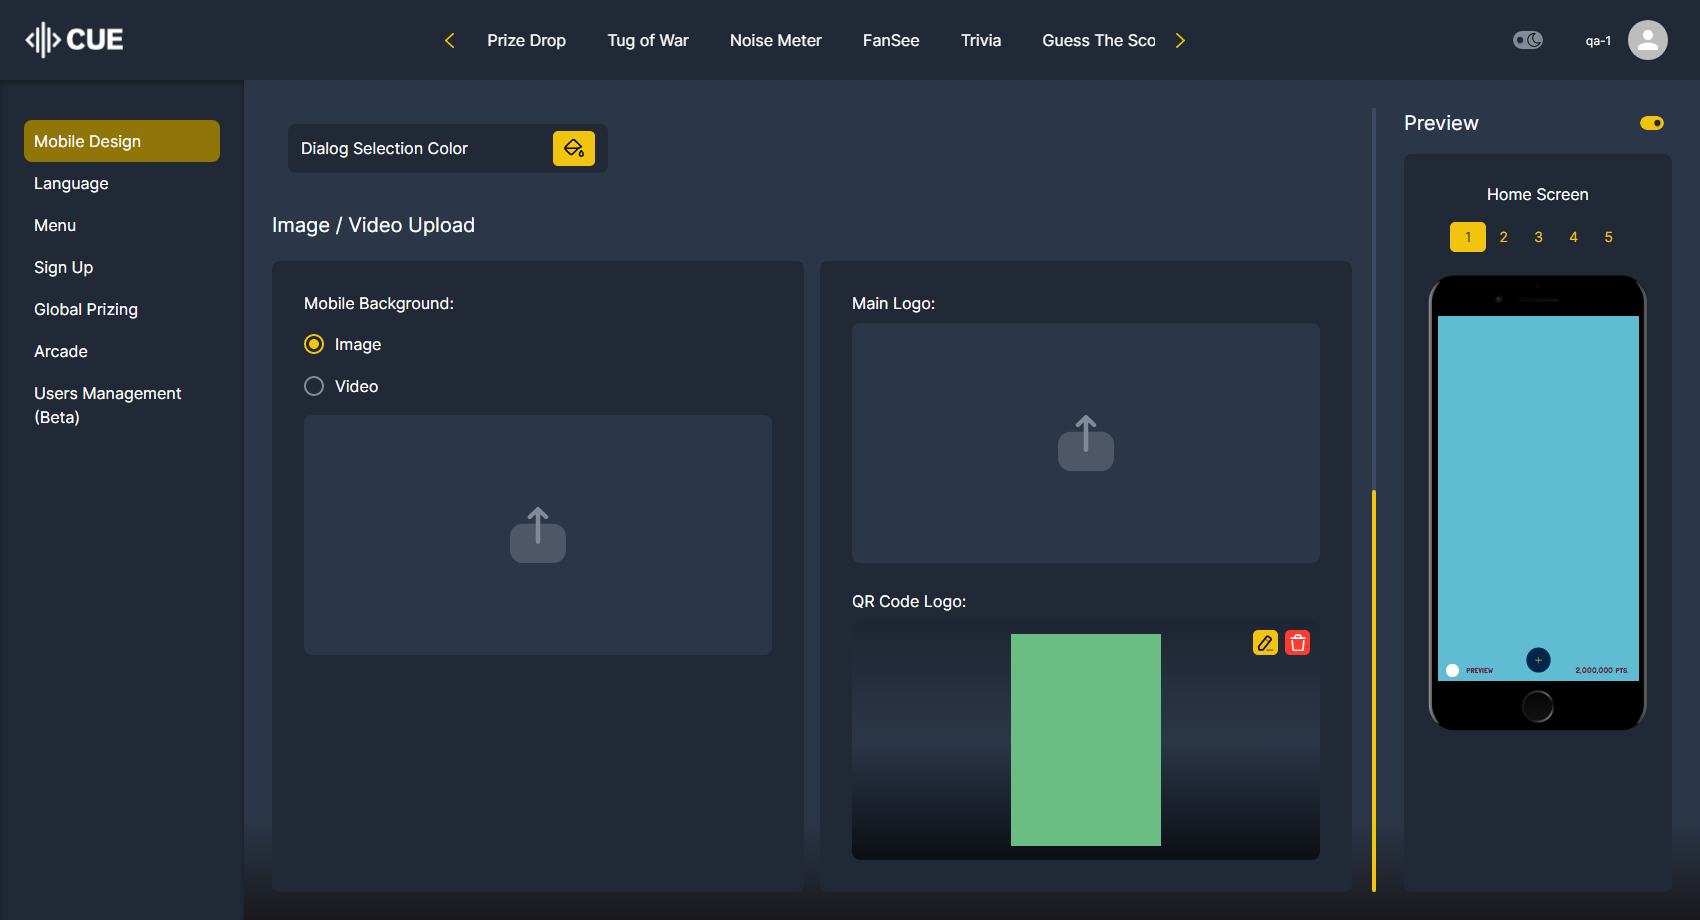 CUE
Prize Drop
Tug of War
Noise Meter
FanSee
Trivia
Guess The Sco
qa-1
Mobile Design
Language
Menu
Sign Up
Global Prizing
Arcade
Users Management
(Beta)
Dialog Selection Color
Image / Video Upload
Mobile Background:
Image
Video
Main Logo:
QR Code Logo:
Preview
Home Screen
1 2 3 4 5
PREVIEW
+
2,000,000 PTS.